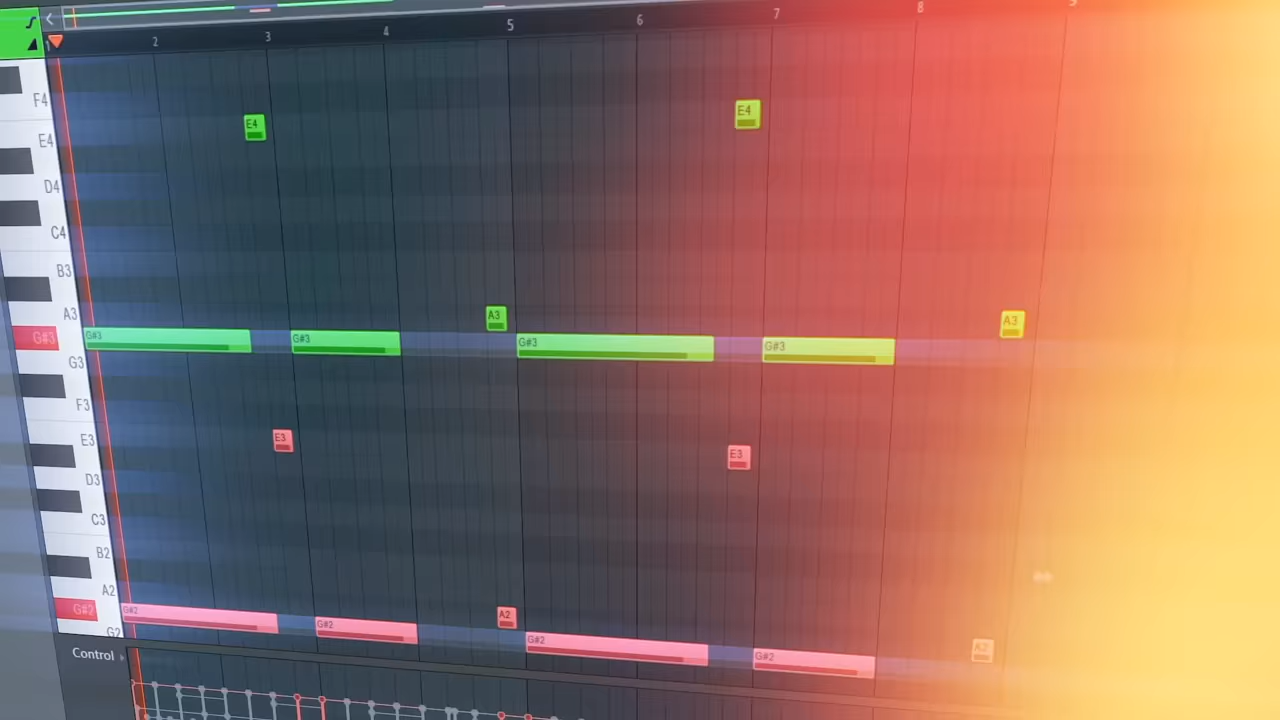 1 2 3 4 5 6 7 8 9
F4
E4 E4 E4
D4
C4
B3
A3 A3 A3
G#3 G#3 G#3 G#3 G#3
G3
F3
E3 E3 E3
D3
C3
B2
A2 A2 A2
G#2 G#2 G#2 G#2 G#2
G2
Control